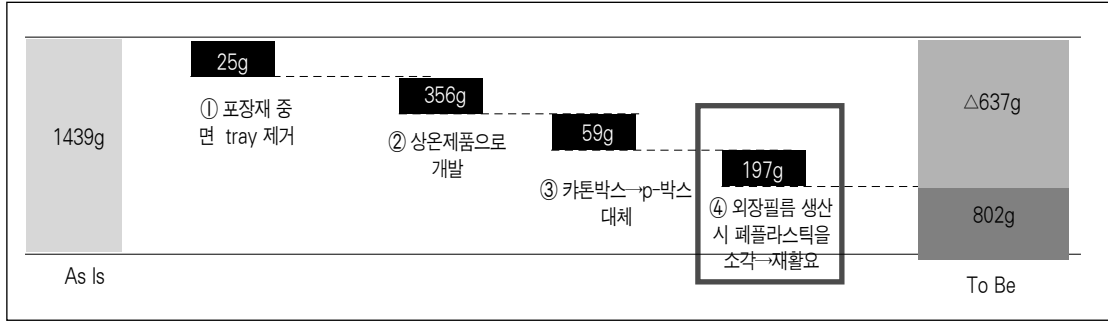 1439g
As Is
25g
① 포장재 중
면 tray 제거
356g
② 상온제품으로
개발
59g
③ 캬톤박스→p-박스
대체
197g
④ 외장필름 생산
시 폐플라스틱을
소각→재활요
△637g
802g
To Be